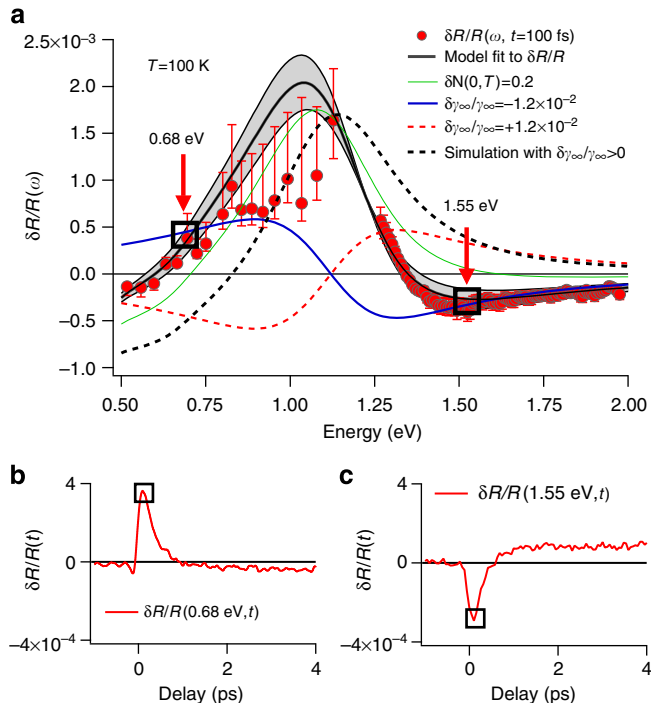 a
2.5×10⁻³
2.0
1.5
1.0
0.5
0.0
−0.5
−1.0
δR/R(ω)
T=100 K
0.68 eV
1.55 eV
δR/R(ω, t=100 fs)
Model fit to δR/R
δN(0,T)=0.2
δγ∞/γ∞=−1.2×10⁻²
δγ∞/γ∞=+1.2×10⁻²
Simulation with δγ∞/γ∞>0
0.50 0.75 1.00 1.25 1.50 1.75 2.00
Energy (eV)
b
4
0
−4×10⁻⁴
δR/R(t)
δR/R(0.68 eV,t)
0 2 4
Delay (ps)
c
4
0
−4×10⁻⁴
δR/R(t)
δR/R(1.55 eV,t)
0 2 4
Delay (ps)